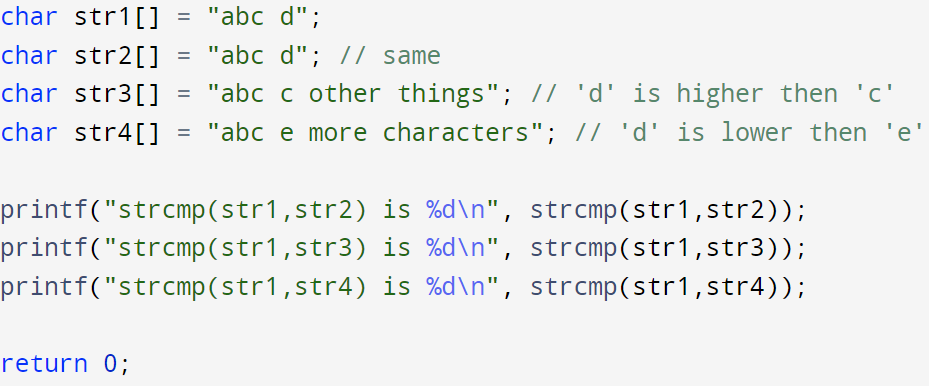 char str1[] = "abc d";
char str2[] = "abc d"; // same
char str3[] = "abc c other things"; // 'd' is higher then 'c'
char str4[] = "abc e more characters"; // 'd' is lower then 'e'
printf("strcmp(str1,str2) is %d\n", strcmp(str1,str2));
printf("strcmp(str1,str3) is %d\n", strcmp(str1,str3));
printf("strcmp(str1,str4) is %d\n", strcmp(str1,str4));
return 0;